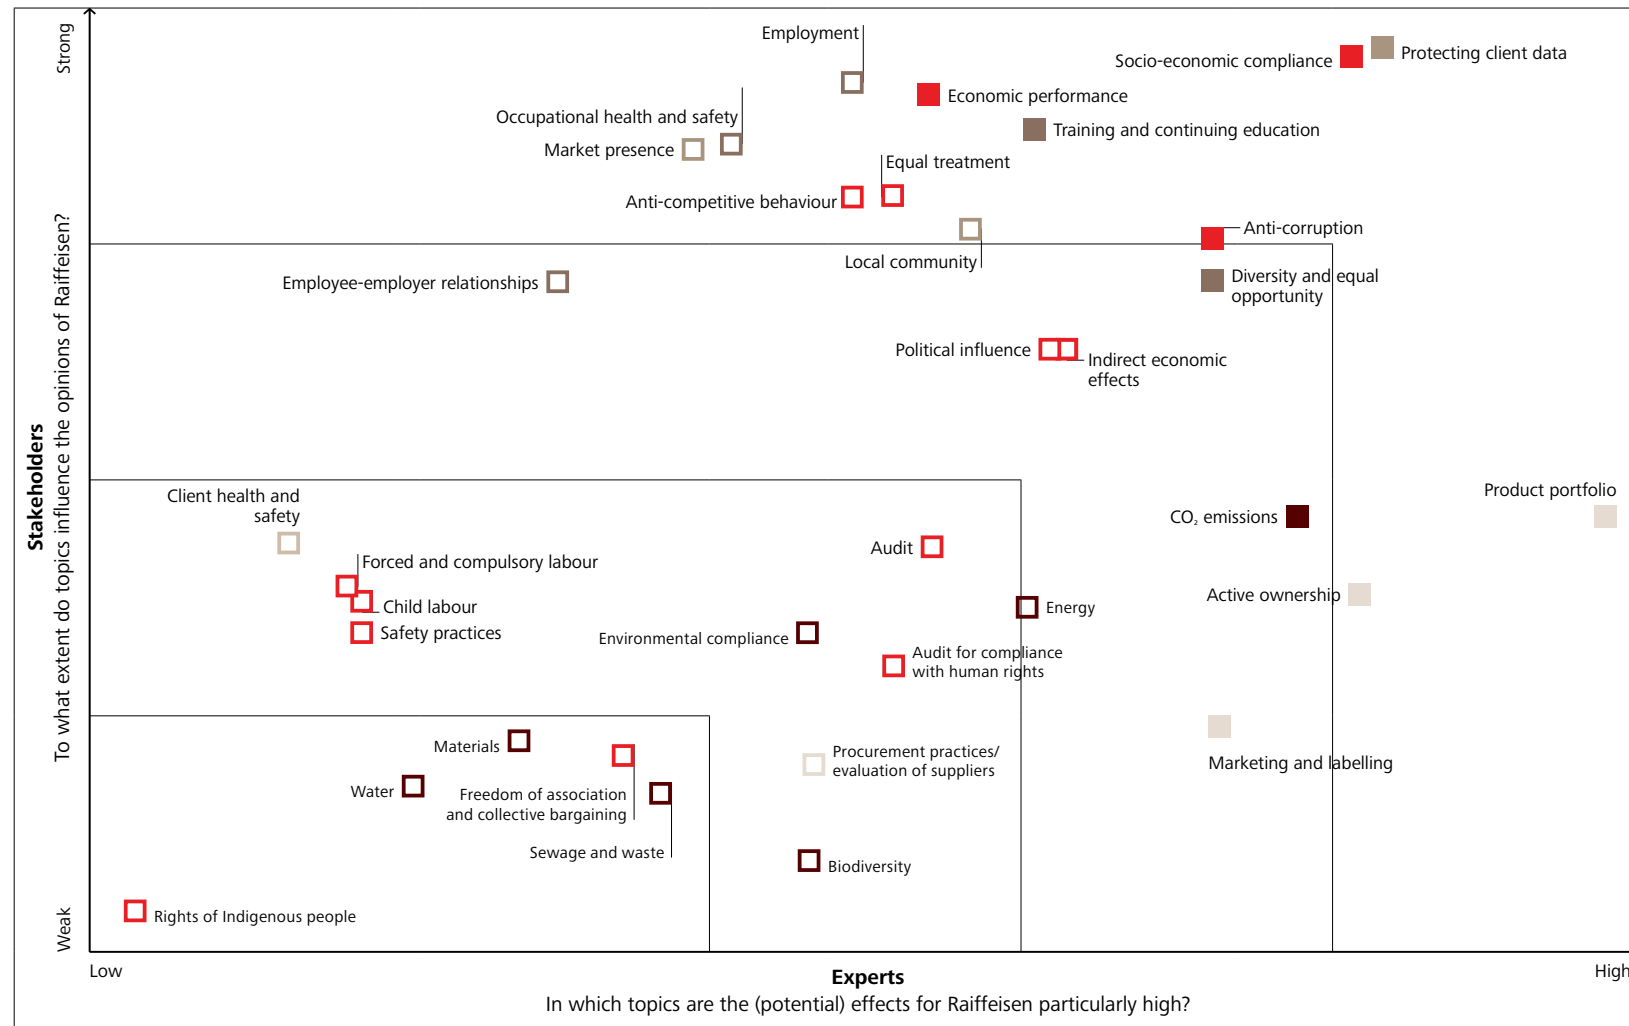 Strong
Employment
Socio-economic compliance
Protecting client data
Economic performance
Occupational health and safety
Training and continuing education
Market presence
Equal treatment
Anti-competitive behaviour
Anti-corruption
Local community
Employee-employer relationships
Diversity and equal
opportunity
Political influence
Indirect economic
effects
Stakeholders
To what extent do topics influence the opinions of Raiffeisen?
Client health and
safety
Product portfolio
CO₂ emissions
Audit
Forced and compulsory labour
Active ownership
Child labour
Energy
Safety practices
Environmental compliance
Audit for compliance
with human rights
Materials
Procurement practices/
evaluation of suppliers
Marketing and labelling
Water
Freedom of association
and collective bargaining
Sewage and waste
Biodiversity
Rights of Indigenous people
Weak
Low
Experts
High
In which topics are the (potential) effects for Raiffeisen particularly high?